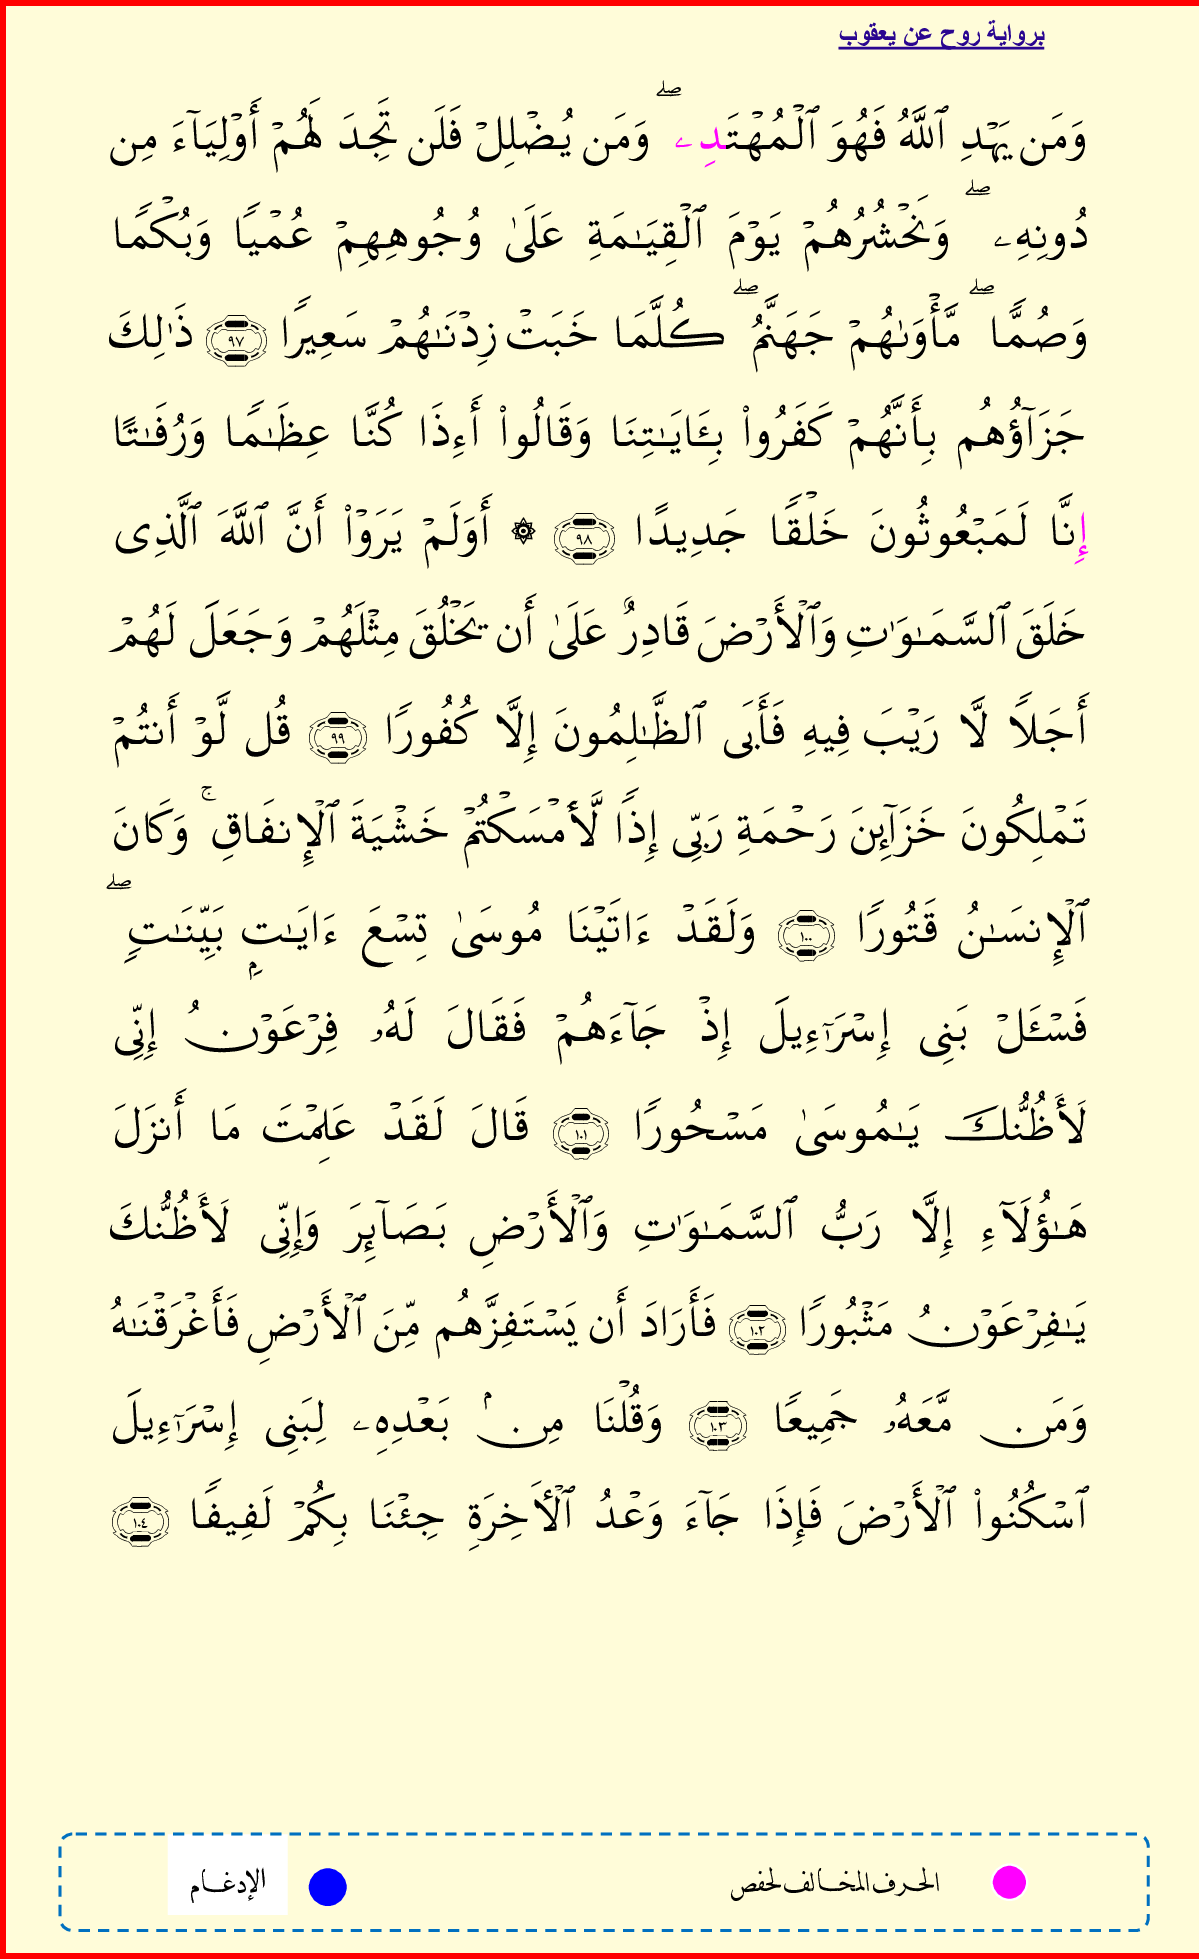 برواية روح عن يعقوب
وَمَن يَهۡدِ ٱللَّهُ فَهُوَ ٱلۡمُهۡتَدِۦۖ وَمَن يُضۡلِلۡ فَلَن تَجِدَ لَهُمۡ أَوۡلِيَآءَ مِن
دُونِهِۦۖ وَنَحۡشُرُهُمۡ يَوۡمَ ٱلۡقِيَٰمَةِ عَلَىٰ وُجُوهِهِمۡ عُمۡيٗا وَبُكۡمٗا
وَصُمّٗاۖ مَّأۡوَىٰهُمۡ جَهَنَّمُۖ كُلَّمَا خَبَتۡ زِدۡنَٰهُمۡ سَعِيرٗا ٩٧ ذَٰلِكَ
جَزَآؤُهُم بِأَنَّهُمۡ كَفَرُواْ بِـَٔايَٰتِنَا وَقَالُوٓاْ أَءِذَا كُنَّا عِظَٰمٗا وَرُفَٰتًا
إِنَّا لَمَبۡعُوثُونَ خَلۡقٗا جَدِيدًا ٩٨ ۞ أَوَلَمۡ يَرَوۡاْ أَنَّ ٱللَّهَ ٱلَّذِي
خَلَقَ ٱلسَّمَٰوَٰتِ وَٱلۡأَرۡضَ قَادِرٌ عَلَىٰ أَن يَخۡلُقَ مِثۡلَهُمۡ وَجَعَلَ لَهُمۡ
أَجَلٗا لَّا رَيۡبَ فِيهِ فَأَبَى ٱلظَّٰلِمُونَ إِلَّا كُفُورٗا ٩٩ قُل لَّوۡ أَنتُمۡ
تَمۡلِكُونَ خَزَآئِنَ رَحۡمَةِ رَبِّي إِذٗا لَّأَمۡسَكۡتُمۡ خَشۡيَةَ ٱلۡإِنفَاقِۚ وَكَانَ
ٱلۡإِنسَٰنُ قَتُورٗا ١٠٠ وَلَقَدۡ ءَاتَيۡنَا مُوسَىٰ تِسۡعَ ءَايَٰتِۭ بَيِّنَٰتٖۖ
فَسۡـَٔلۡ بَنِي إِسۡرَٰٓءِيلَ إِذۡ جَآءَهُمۡ فَقَالَ لَهُۥ فِرۡعَوۡنُ إِنِّي
لَأَظُنُّكَ يَٰمُوسَىٰ مَسۡحُورٗا ١٠١ قَالَ لَقَدۡ عَلِمۡتَ مَا أَنزَلَ
هَٰؤُلَآءِ إِلَّا رَبُّ ٱلسَّمَٰوَٰتِ وَٱلۡأَرۡضِ بَصَآئِرَ وَإِنِّي لَأَظُنُّكَ
يَٰفِرۡعَوۡنُ مَثۡبُورٗا ١٠٢ فَأَرَادَ أَن يَسۡتَفِزَّهُم مِّنَ ٱلۡأَرۡضِ فَأَغۡرَقۡنَٰهُ
وَمَن مَّعَهُۥ جَمِيعٗا ١٠٣ وَقُلۡنَا مِنۢ بَعۡدِهِۦ لِبَنِي إِسۡرَٰٓءِيلَ
ٱسۡكُنُواْ ٱلۡأَرۡضَ فَإِذَا جَآءَ وَعۡدُ ٱلۡأٓخِرَةِ جِئۡنَا بِكُمۡ لَفِيفٗا ١٠٤
الحرف المخالف لحفص الإدغام